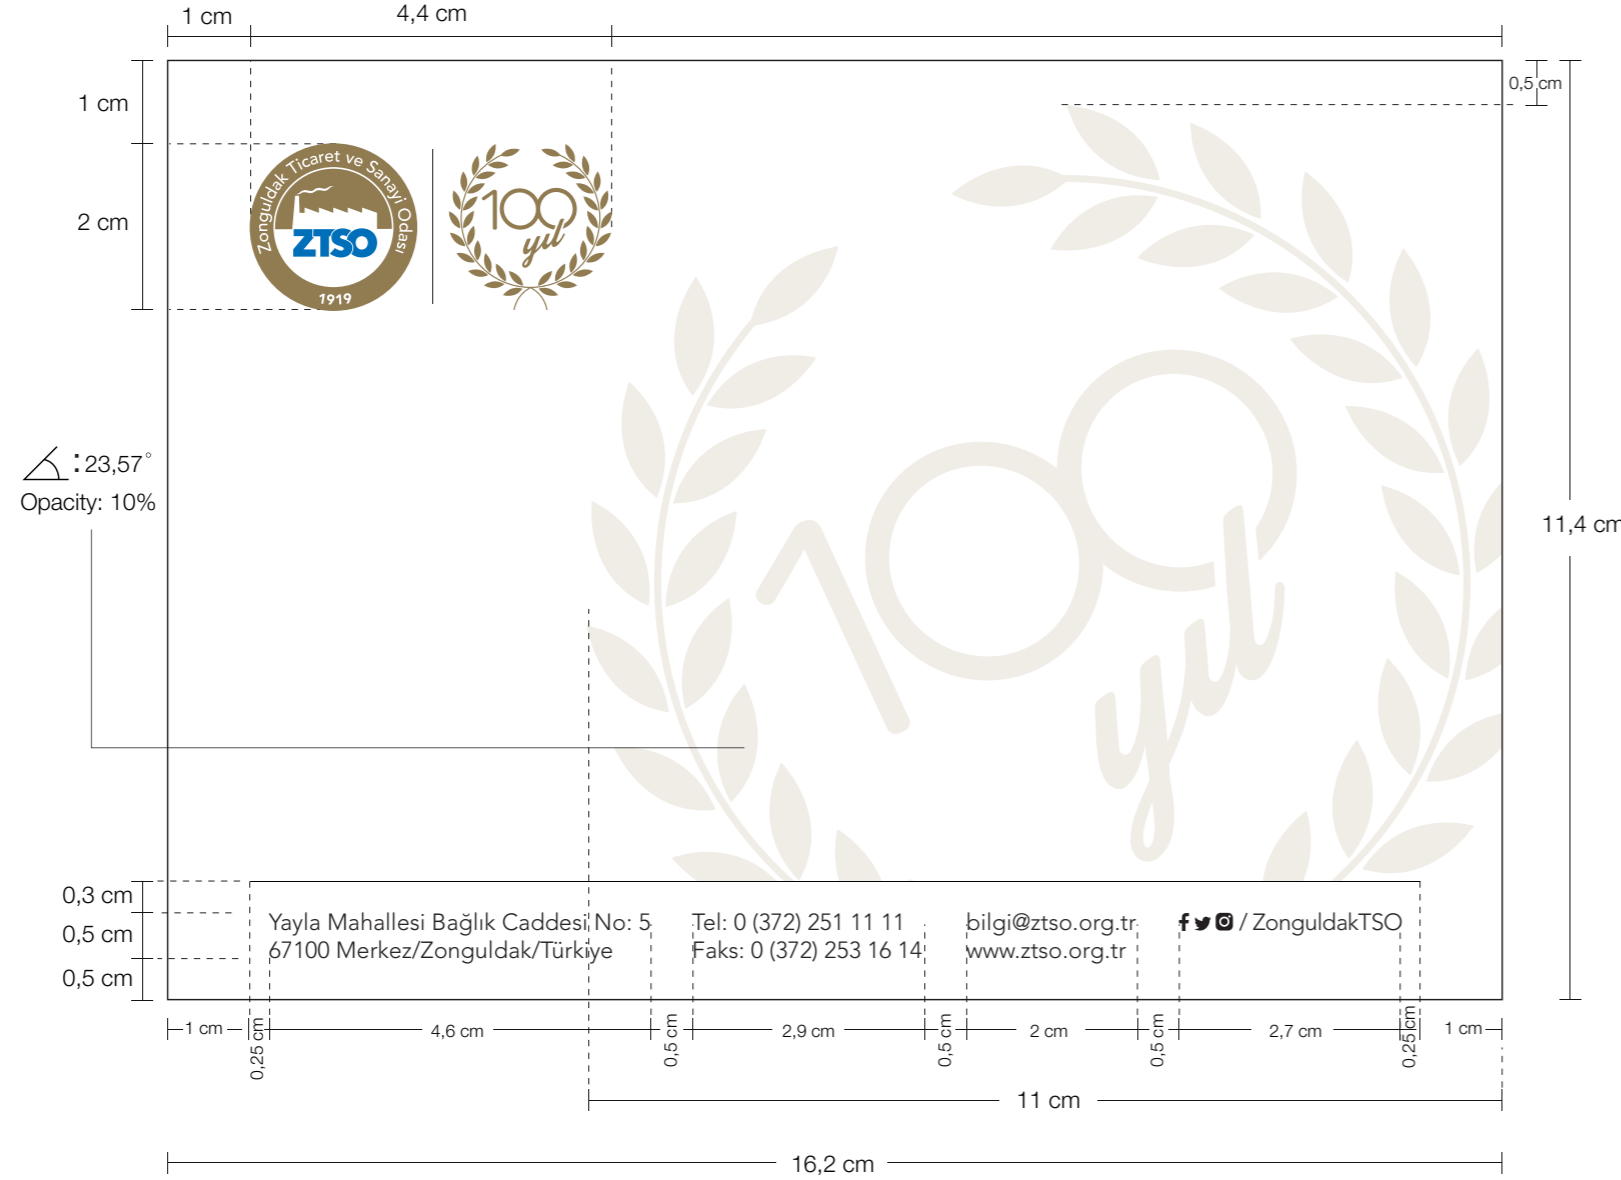 1 cm
4,4 cm
0,5 cm
1 cm
2 cm
Zonguldak Ticaret ve Sanayi Odası
ZTSO
1919
100
yıl
:23,57°
Opacity: 10%
100
yıl
11,4 cm
0,3 cm
0,5 cm
0,5 cm
Yayla Mahallesi Bağlık Caddesi No: 5
67100 Merkez/Zonguldak/Türkiye
Tel: 0 (372) 251 11 11
Faks: 0 (372) 253 16 14
bilgi@ztso.org.tr
www.ztso.org.tr
/ ZonguldakTSO
1 cm
0,25 cm
4,6 cm
0,5 cm
2,9 cm
0,5 cm
2 cm
0,5 cm
2,7 cm
0,25 cm
1 cm
11 cm
16,2 cm